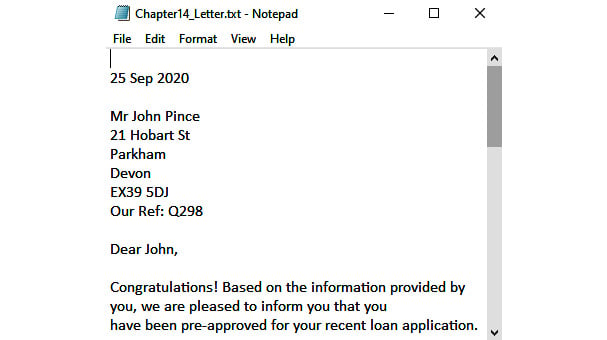 Chapter14_Letter.txt - Notepad
File Edit Format View Help
25 Sep 2020
Mr John Pince
21 Hobart St
Parkham
Devon
EX39 5DJ
Our Ref: Q298
Dear John,
Congratulations! Based on the information provided by
you, we are pleased to inform you that you
have been pre-approved for your recent loan application.